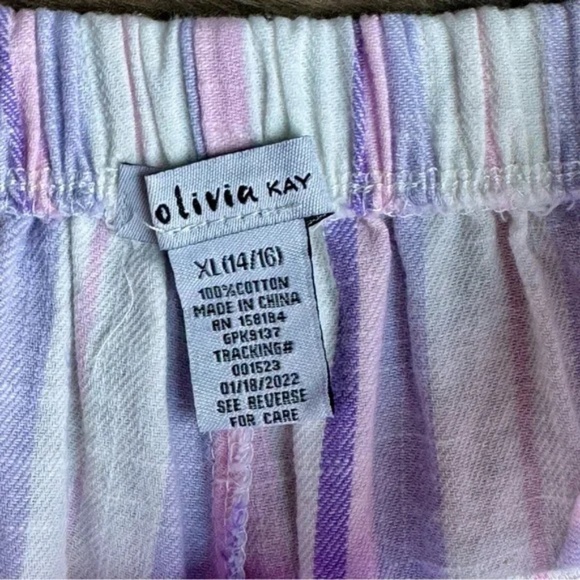 olivia KAY
XL(14/16)
100%COTTON
MADE IN CHINA
RN 158184
GPK9137
TRACKING#
001523
01/18/2022
SEE REVERSE
FOR CARE